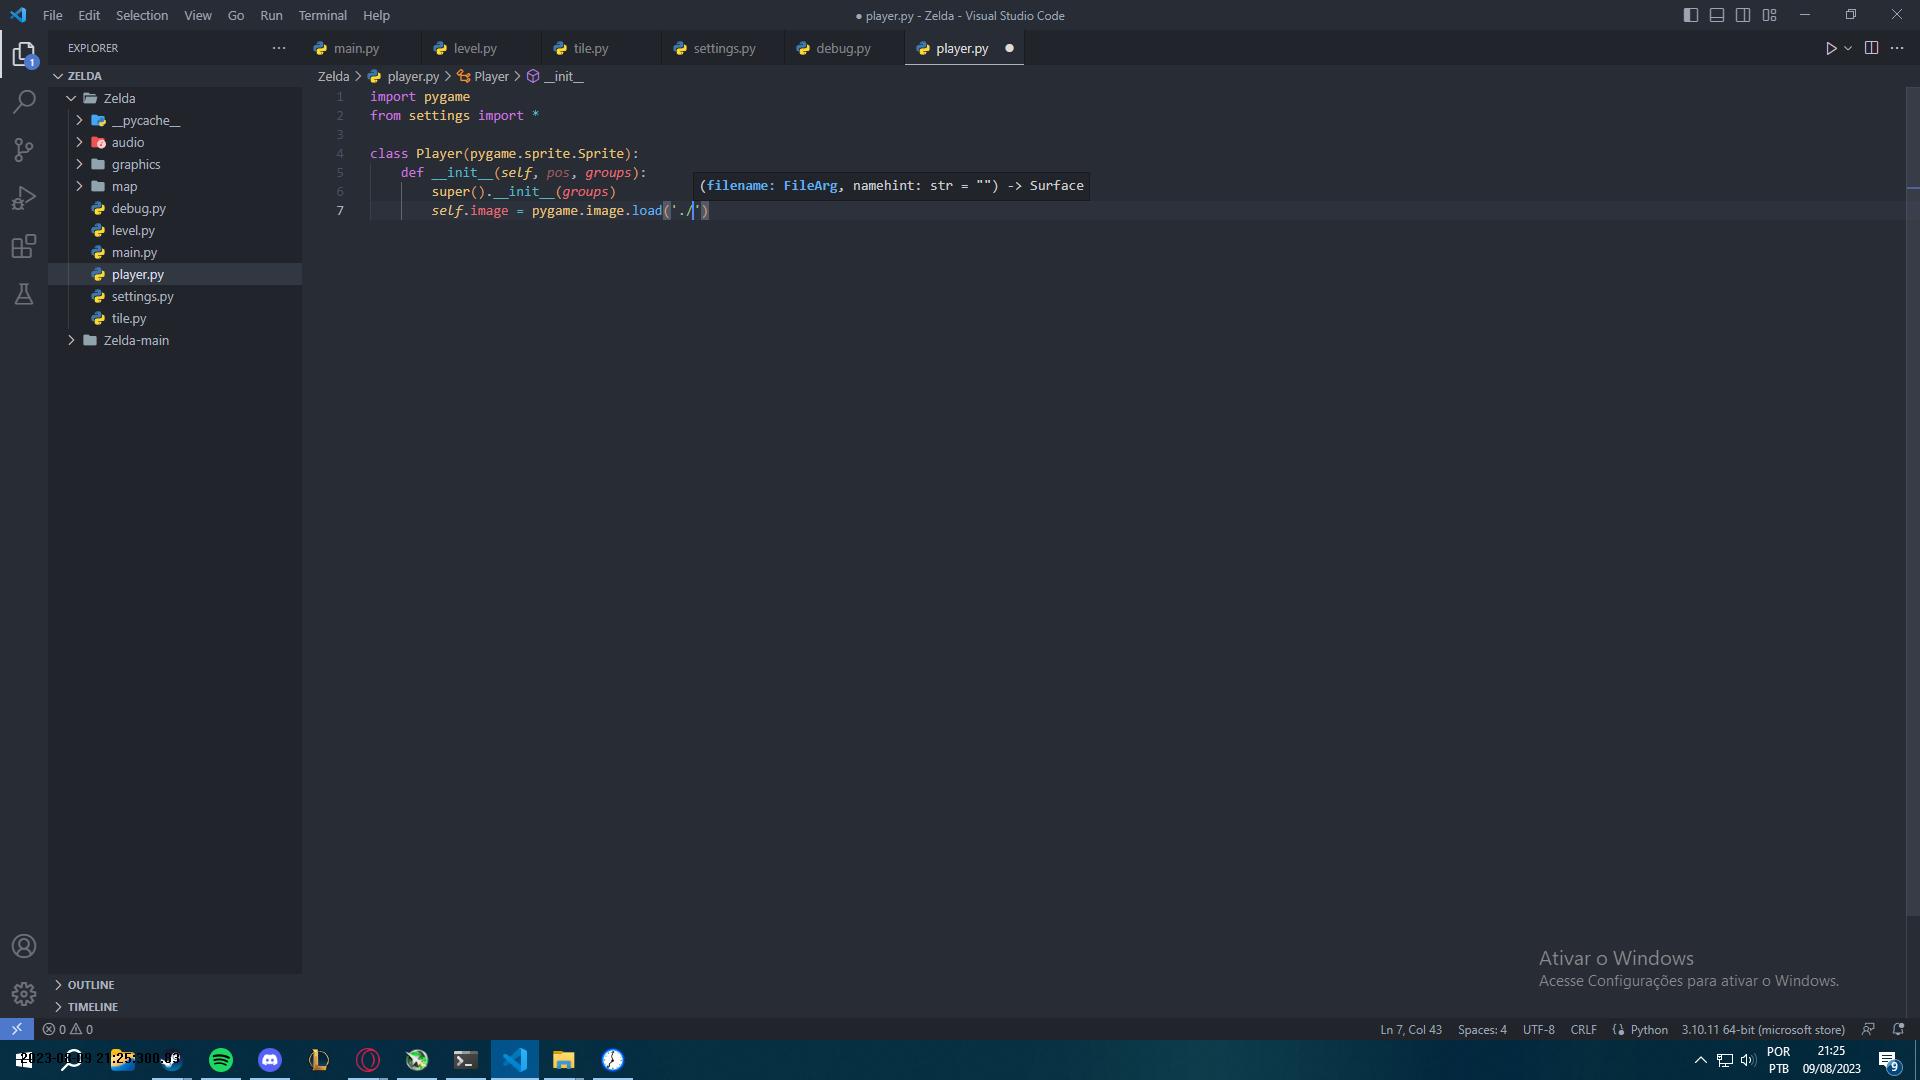 File Edit Selection View Go Run Terminal Help
● player.py - Zelda - Visual Studio Code
EXPLORER
main.py
level.py
tile.py
settings.py
debug.py
player.py
1
ZELDA
Zelda
__pycache__
audio
graphics
map
debug.py
level.py
main.py
player.py
settings.py
tile.py
Zelda-main
OUTLINE
TIMELINE
Zelda > player.py > Player > __init__
1 import pygame
2 from settings import *
3
4 class Player(pygame.sprite.Sprite):
5 def __init__(self, pos, groups):
6 super().__init__(groups)
(filename: FileArg, namehint: str = "") -> Surface
7 self.image = pygame.image.load('./')
Ativar o Windows
Acesse Configurações para ativar o Windows.
0 0
Ln 7, Col 43 Spaces: 4 UTF-8 CRLF Python 3.10.11 64-bit (microsoft store)
POR
PTB
21:25
09/08/2023
9